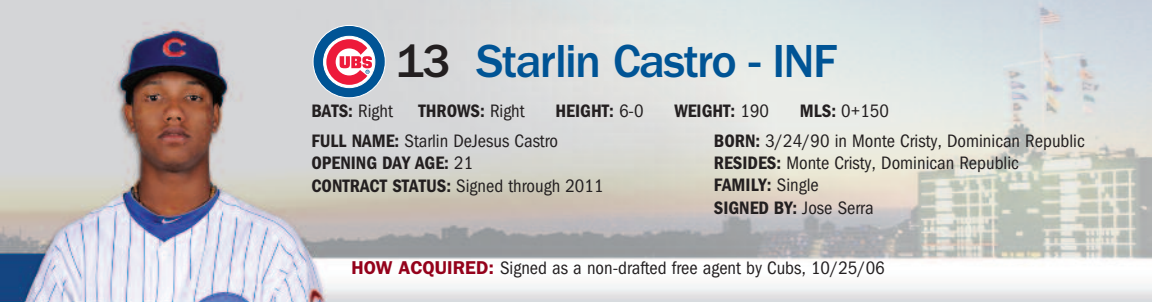 C
CUBS
13 Starlin Castro - INF
BATS: Right THROWS: Right HEIGHT: 6-0 WEIGHT: 190 MLS: 0+150
FULL NAME: Starlin DeJesus Castro
OPENING DAY AGE: 21
CONTRACT STATUS: Signed through 2011
BORN: 3/24/90 in Monte Cristy, Dominican Republic
RESIDES: Monte Cristy, Dominican Republic
FAMILY: Single
SIGNED BY: Jose Serra
HOW ACQUIRED: Signed as a non-drafted free agent by Cubs, 10/25/06